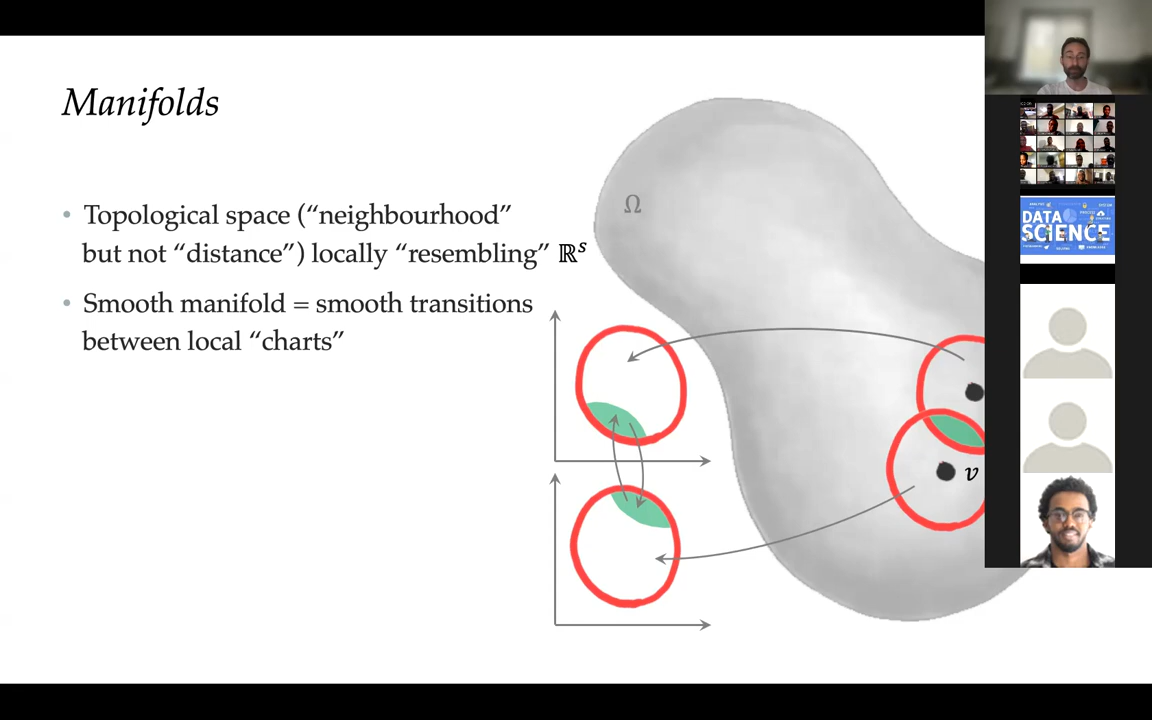 Manifolds
• Topological space (“neighbourhood”
but not “distance”) locally “resembling” ℝˢ
• Smooth manifold = smooth transitions
between local “charts”
Ω
v
DATA
SCIENCE